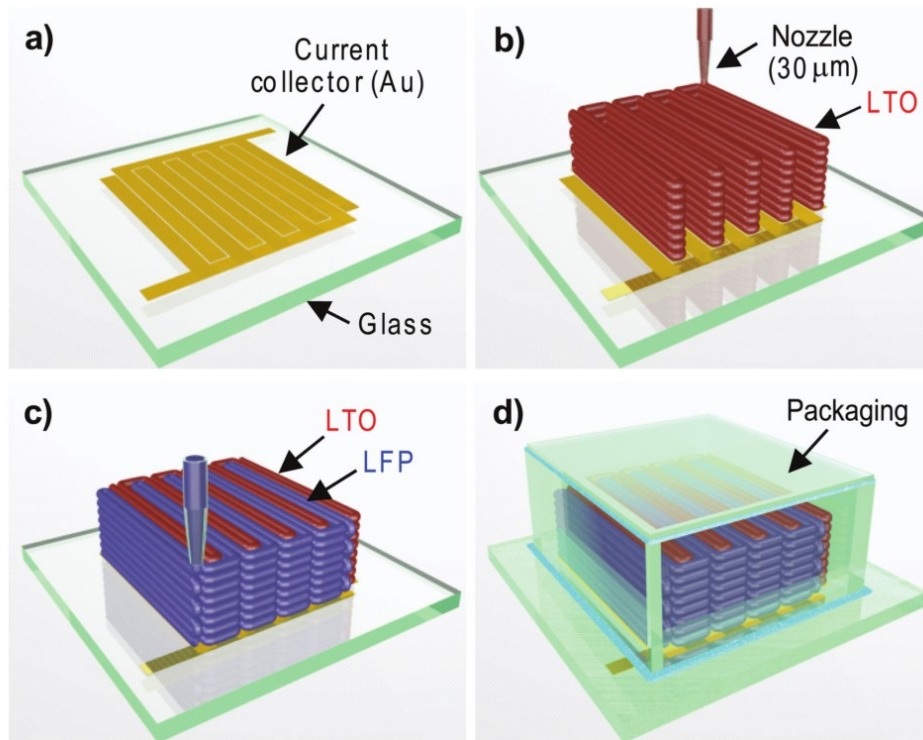 a)
Current
collector (Au)
Glass
b)
Nozzle
(30 μm)
LTO
c)
LTO
LFP
d)
Packaging